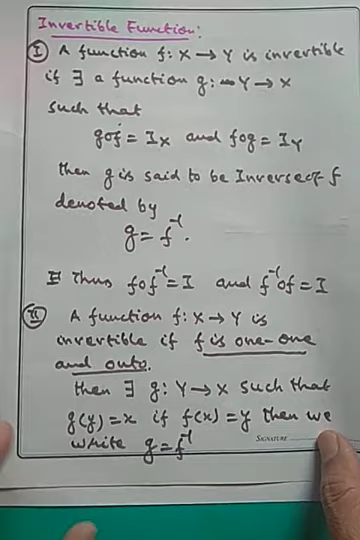 Invertible Function:
Ⅰ A function f: X → Y is invertible
if ∃ a function g: Y → X
such that
gof = I_X and fog = I_Y
then g is said to be Inverse of f
denoted by
g = f⁻¹.
Thus fof⁻¹ = I and f⁻¹of = I
Ⅱ A function f: X → Y is
invertible if f is one-one
and onto.
then ∃ g: Y → X such that
g(y) = x if f(x) = y then we
write g = f⁻¹
SIGNATURE